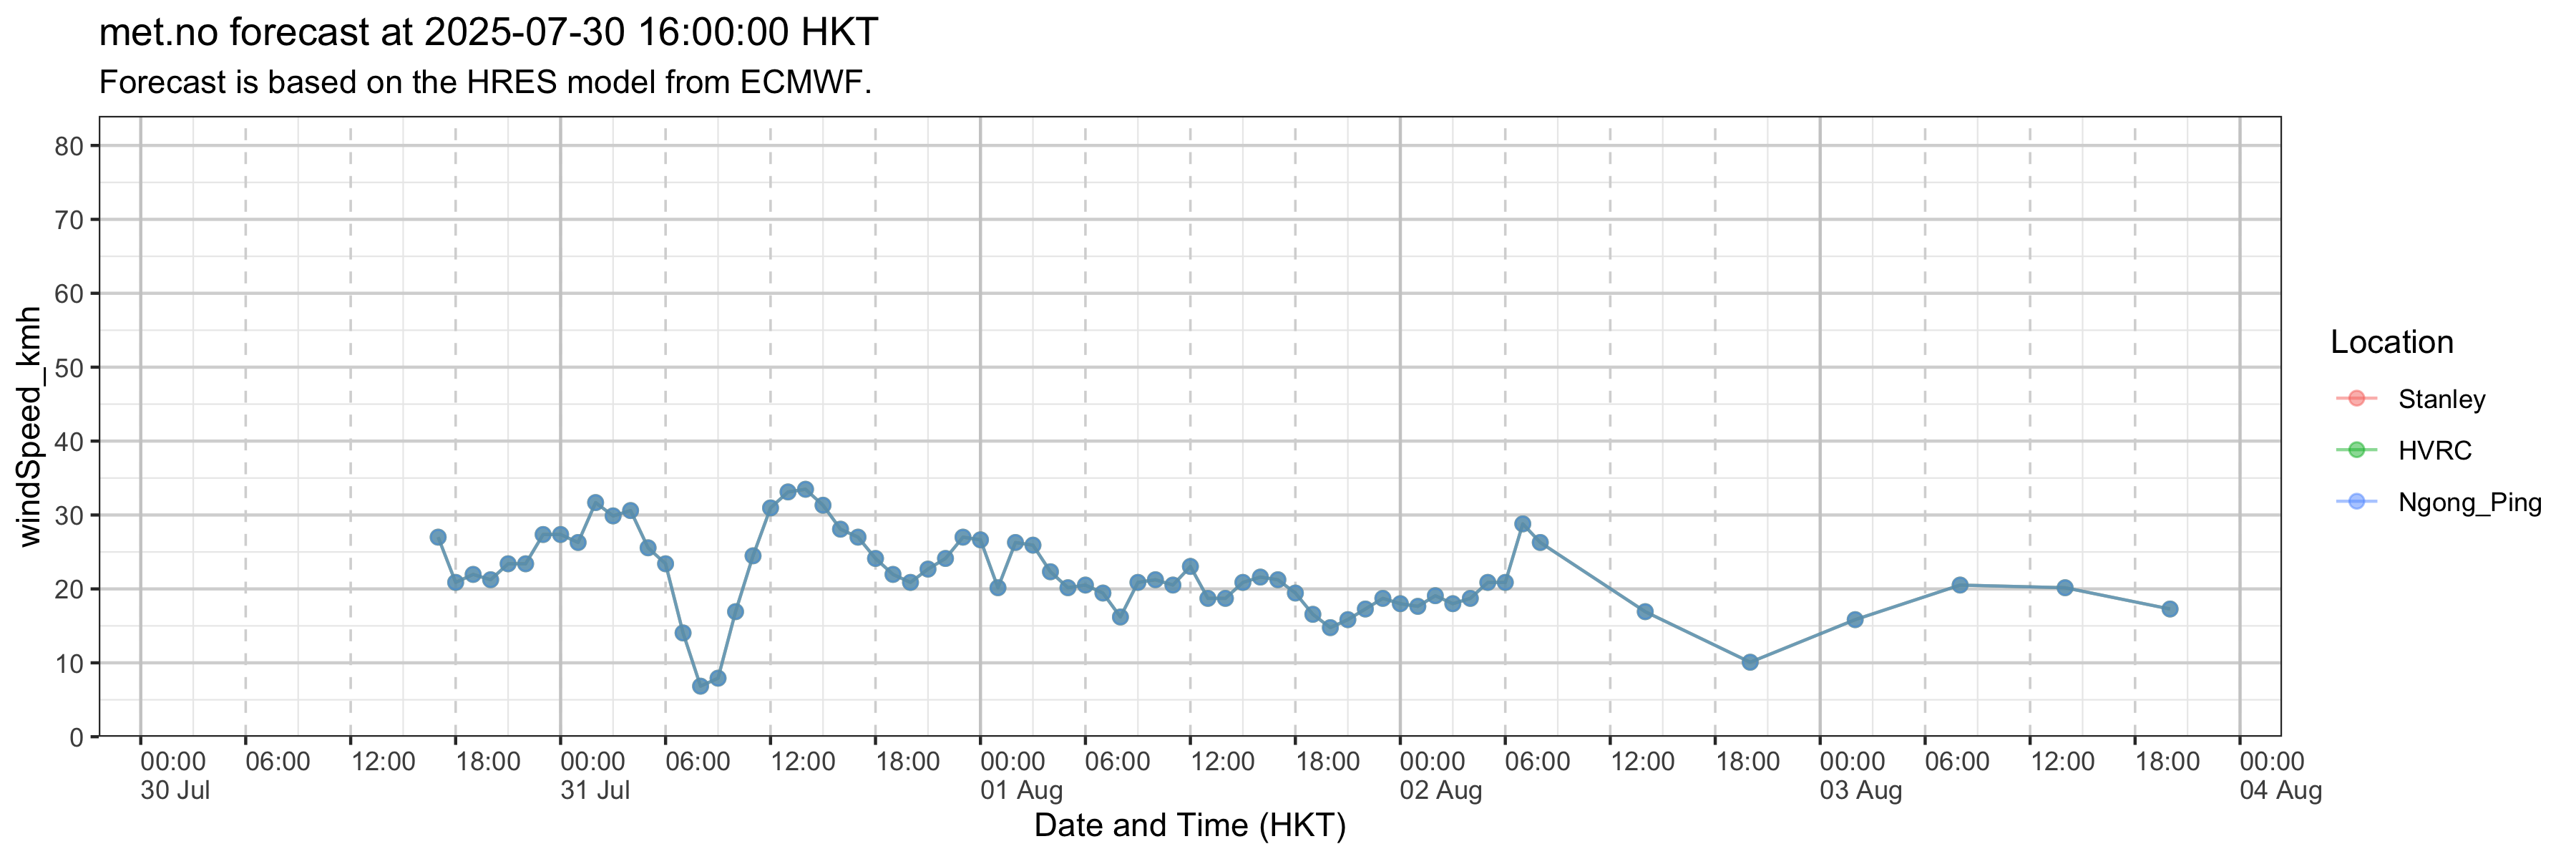 met.no forecast at 2025-07-30 16:00:00 HKT
Forecast is based on the HRES model from ECMWF.
windSpeed_kmh
80
70
60
50
40
30
20
10
0
00:00 06:00 12:00 18:00 00:00 06:00 12:00 18:00 00:00 06:00 12:00 18:00 00:00 06:00 12:00 18:00 00:00 06:00 12:00 18:00 00:00
30 Jul 31 Jul 01 Aug 02 Aug 03 Aug 04 Aug
Date and Time (HKT)
Location
Stanley
HVRC
Ngong_Ping